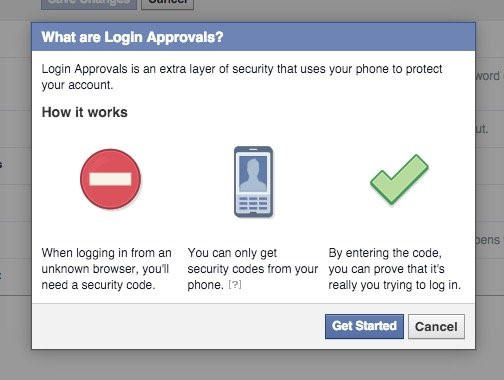 Save Changes Cancel
What are Login Approvals?
Login Approvals is an extra layer of security that uses your phone to protect
your account.
How it works
When logging in from an
unknown browser, you'll
need a security code.
You can only get
security codes from your
phone. [?]
By entering the code,
you can prove that it's
really you trying to log in.
Get Started Cancel